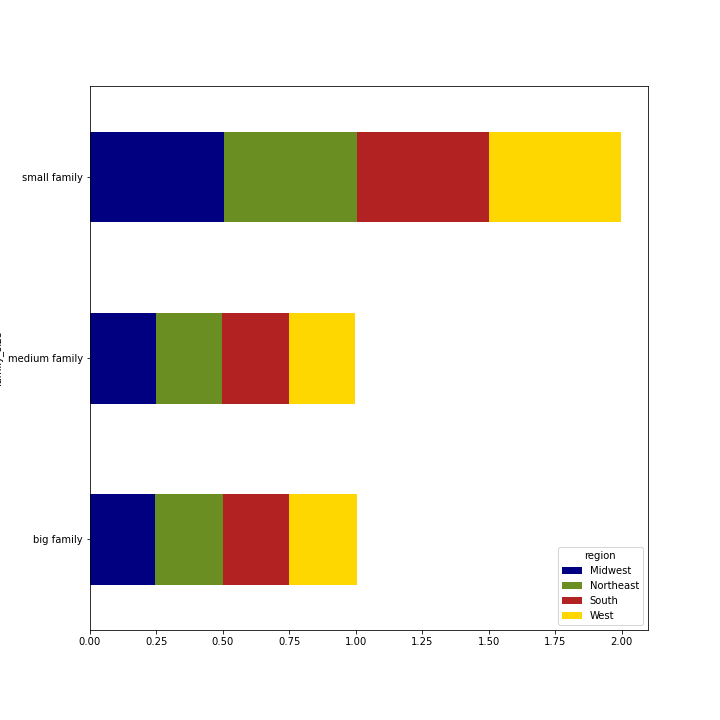 small family
medium family
big family
0.00 0.25 0.50 0.75 1.00 1.25 1.50 1.75 2.00
region
Midwest
Northeast
South
West